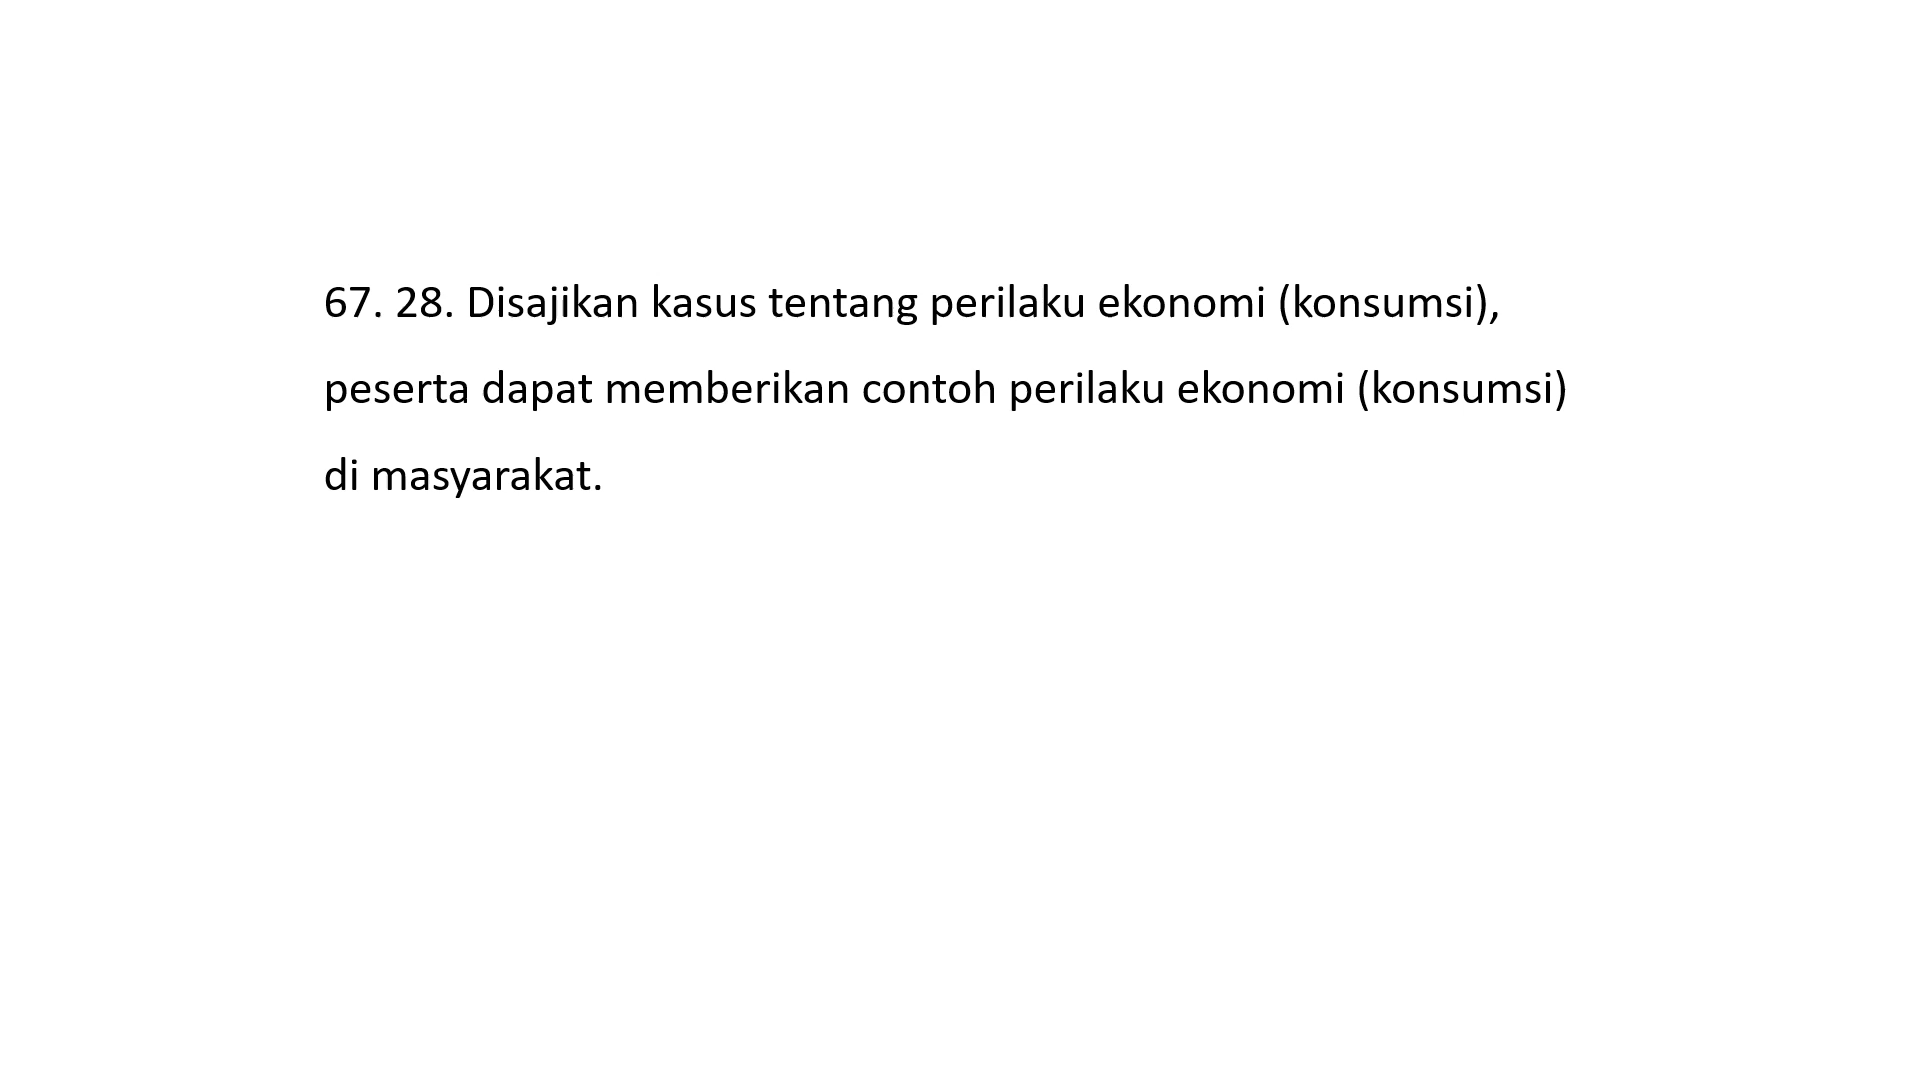 67. 28. Disajikan kasus tentang perilaku ekonomi (konsumsi),
peserta dapat memberikan contoh perilaku ekonomi (konsumsi)
di masyarakat.